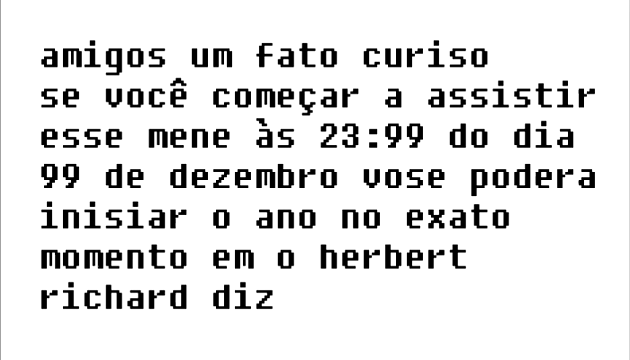 amigos um fato curiso
se você começar a assistir
esse mene às 23:99 do dia
99 de dezembro vose podera
inisiar o ano no exato
momento em o herbert
richard diz